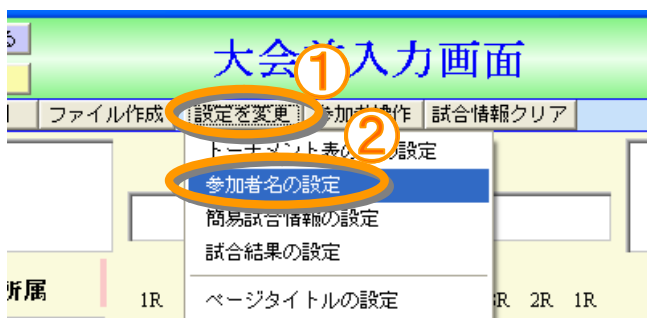 る
大会前入力画面
①
ファイル作成 設定を変更 参加者操作 試合情報クリア
②
トーナメント表の 設定
参加者名の設定
簡易試合情報の設定
試合結果の設定
所属
1R
ページタイトルの設定
R 2R 1R